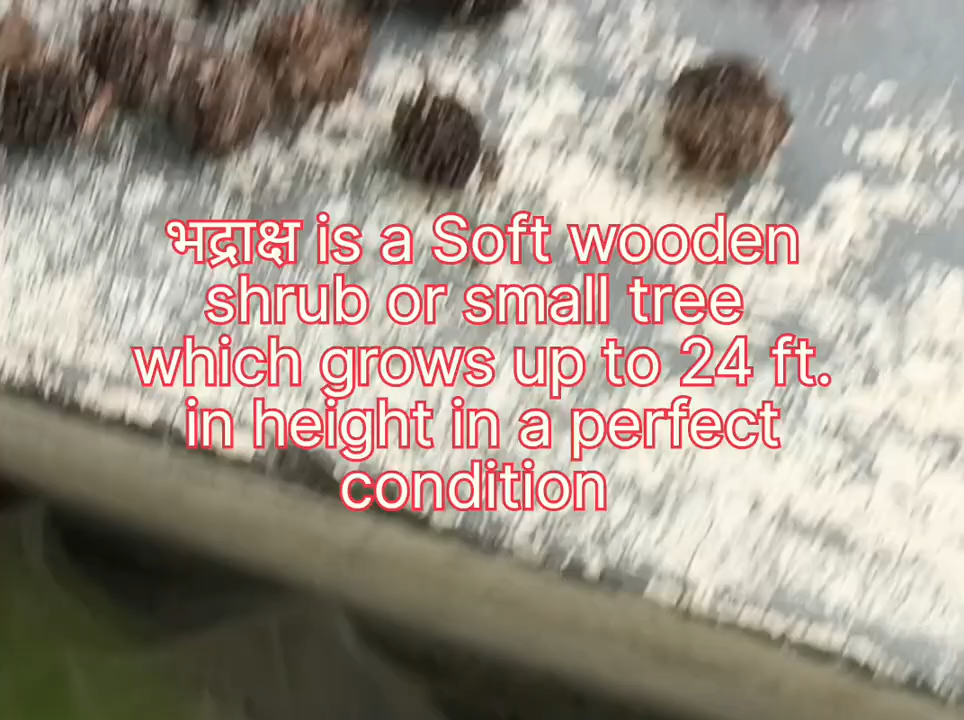 भद्राक्ष is a Soft wooden
shrub or small tree
which grows up to 24 ft.
in height in a perfect
condition